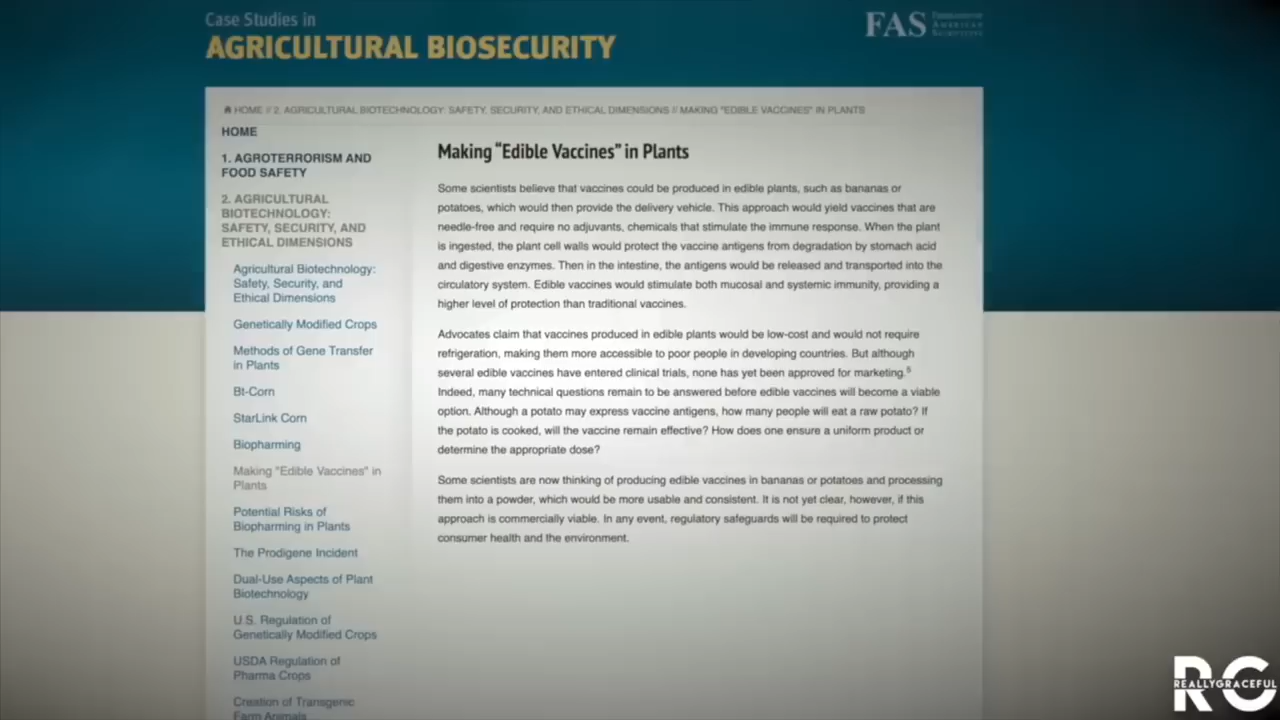 Case Studies in
AGRICULTURAL BIOSECURITY
FAS
HOME // 2. AGRICULTURAL BIOTECHNOLOGY: SAFETY, SECURITY, AND ETHICAL DIMENSIONS // MAKING "EDIBLE VACCINES" IN PLANTS
HOME
1. AGROTERRORISM AND
FOOD SAFETY
2. AGRICULTURAL
BIOTECHNOLOGY:
SAFETY, SECURITY, AND
ETHICAL DIMENSIONS
Agricultural Biotechnology:
Safety, Security, and
Ethical Dimensions
Genetically Modified Crops
Methods of Gene Transfer
in Plants
Bt-Corn
StarLink Corn
Biopharming
Making "Edible Vaccines" in
Plants
Potential Risks of
Biopharming in Plants
The Prodigene Incident
Dual-Use Aspects of Plant
Biotechnology
U.S. Regulation of
Genetically Modified Crops
USDA Regulation of
Pharma Crops
Creation of Transgenic
Farm Animals
Making “Edible Vaccines” in Plants
Some scientists believe that vaccines could be produced in edible plants, such as bananas or
potatoes, which would then provide the delivery vehicle. This approach would yield vaccines that are
needle-free and require no adjuvants, chemicals that stimulate the immune response. When the plant
is ingested, the plant cell walls would protect the vaccine antigens from degradation by stomach acid
and digestive enzymes. Then in the intestine, the antigens would be released and transported into the
circulatory system. Edible vaccines would stimulate both mucosal and systemic immunity, providing a
higher level of protection than traditional vaccines.
Advocates claim that vaccines produced in edible plants would be low-cost and would not require
refrigeration, making them more accessible to poor people in developing countries. But although
several edible vaccines have entered clinical trials, none has yet been approved for marketing.⁵
Indeed, many technical questions remain to be answered before edible vaccines will become a viable
option. Although a potato may express vaccine antigens, how many people will eat a raw potato? If
the potato is cooked, will the vaccine remain effective? How does one ensure a uniform product or
determine the appropriate dose?
Some scientists are now thinking of producing edible vaccines in bananas or potatoes and processing
them into a powder, which would be more usable and consistent. It is not yet clear, however, if this
approach is commercially viable. In any event, regulatory safeguards will be required to protect
consumer health and the environment.
RG
REALLYGRACEFUL